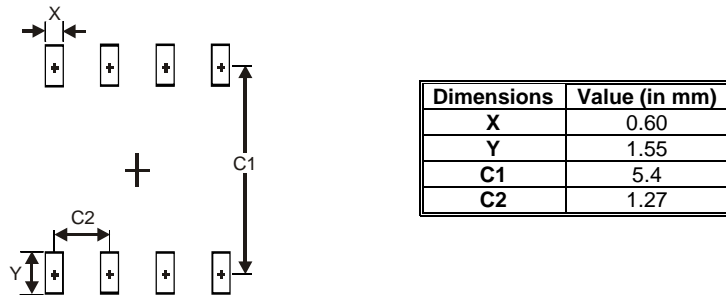 X
C1
C2
Y
Dimensions Value (in mm)
X 0.60
Y 1.55
C1 5.4
C2 1.27